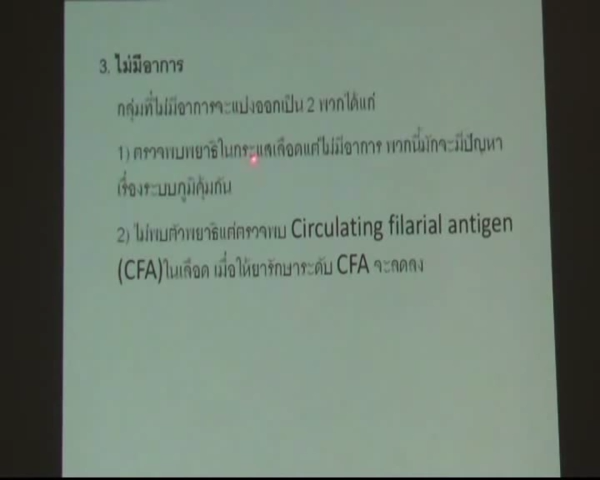 3. ไม่มีอาการ
กลุ่มที่ไม่มีอาการจะแบ่งออกเป็น 2 พวกได้แก่
1) ตรวจพบพยาธิในกระแสเลือดแต่ไม่มีอาการ พวกนี้มักจะมีปัญหา
เรื่องระบบภูมิคุ้มกัน
2) ไม่พบตัวพยาธิแต่ตรวจพบ Circulating filarial antigen
(CFA)ในเลือด เมื่อให้ยารักษาระดับ CFA จะลดลง